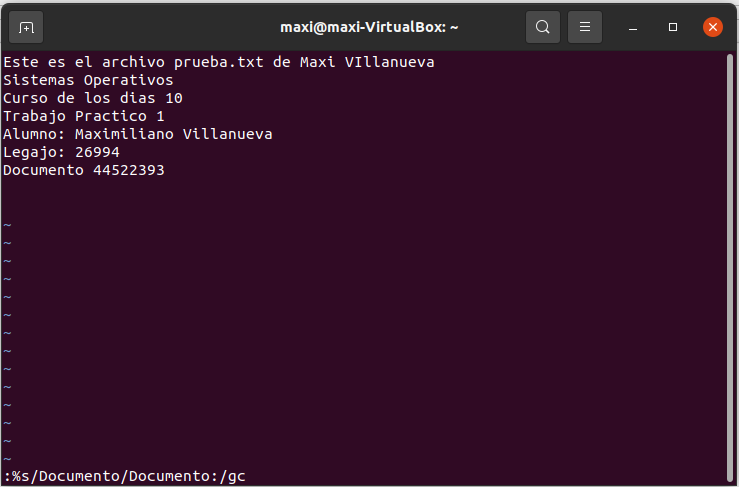 maxi@maxi-VirtualBox: ~
Este es el archivo prueba.txt de Maxi VIllanueva
Sistemas Operativos
Curso de los dias 10
Trabajo Practico 1
Alumno: Maximiliano Villanueva
Legajo: 26994
Documento 44522393
~
~
~
~
~
~
~
~
~
~
~
~
~
~
:%s/Documento/Documento:/gc